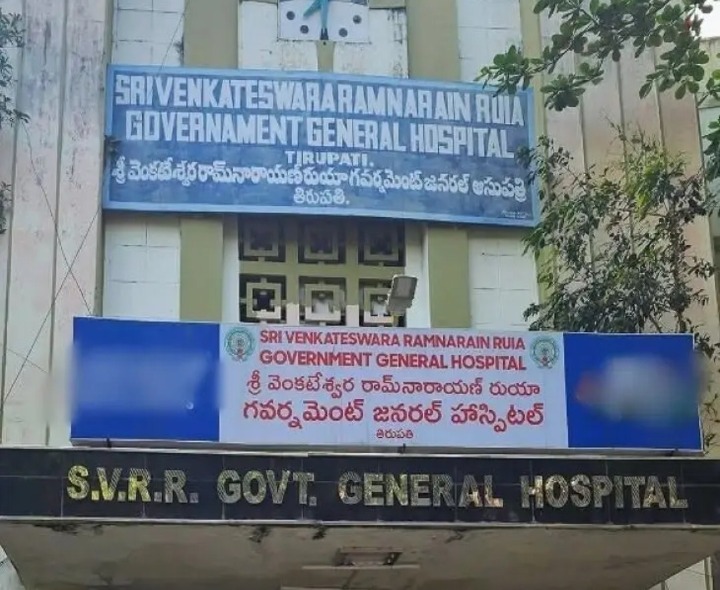 SRI VENKATESWARA RAMNARAIN RUIA
GOVERNAMENT GENERAL HOSPITAL
TIRUPATI.
శ్రీ వెంకటేశ్వర రామ్‌నారాయణ్ రుయా గవర్నమెంట్ జనరల్ ఆసుపత్రి
తిరుపతి.
SRI VENKATESWARA RAMNARAIN RUIA
GOVERNMENT GENERAL HOSPITAL
శ్రీ వెంకటేశ్వర రామ్‌నారాయణ్ రుయా
గవర్నమెంట్ జనరల్ హాస్పిటల్
తిరుపతి
S.V.R.R. GOVT. GENERAL HOSPITAL